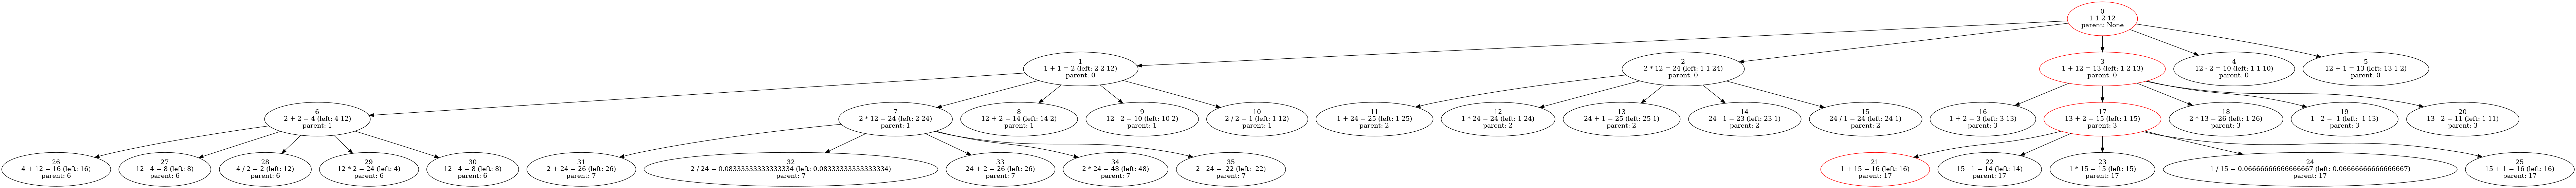 0
1 1 2 12
parent: None
1
1 + 1 = 2 (left: 2 2 12)
parent: 0
2
2 * 12 = 24 (left: 1 1 24)
parent: 0
3
1 + 12 = 13 (left: 1 2 13)
parent: 0
4
12 - 2 = 10 (left: 1 1 10)
parent: 0
5
12 + 1 = 13 (left: 13 1 2)
parent: 0
6
2 + 2 = 4 (left: 4 12)
parent: 1
7
2 * 12 = 24 (left: 2 24)
parent: 1
8
12 + 2 = 14 (left: 14 2)
parent: 1
9
12 - 2 = 10 (left: 10 2)
parent: 1
10
2 / 2 = 1 (left: 1 12)
parent: 1
11
1 + 24 = 25 (left: 1 25)
parent: 2
12
1 * 24 = 24 (left: 1 24)
parent: 2
13
24 + 1 = 25 (left: 25 1)
parent: 2
14
24 - 1 = 23 (left: 23 1)
parent: 2
15
24 / 1 = 24 (left: 24 1)
parent: 2
16
1 + 2 = 3 (left: 3 13)
parent: 3
17
13 + 2 = 15 (left: 1 15)
parent: 3
18
2 * 13 = 26 (left: 1 26)
parent: 3
19
1 - 2 = -1 (left: -1 13)
parent: 3
20
13 - 2 = 11 (left: 1 11)
parent: 3
26
4 + 12 = 16 (left: 16)
parent: 6
27
12 - 4 = 8 (left: 8)
parent: 6
28
4 / 2 = 2 (left: 12)
parent: 6
29
12 * 2 = 24 (left: 4)
parent: 6
30
12 - 4 = 8 (left: 8)
parent: 6
31
2 + 24 = 26 (left: 26)
parent: 7
32
2 / 24 = 0.08333333333333333 (left: 0.08333333333333333)
parent: 7
33
24 + 2 = 26 (left: 26)
parent: 7
34
2 * 24 = 48 (left: 48)
parent: 7
35
2 - 24 = -22 (left: -22)
parent: 7
21
1 + 15 = 16 (left: 16)
parent: 17
22
15 - 1 = 14 (left: 14)
parent: 17
23
1 * 15 = 15 (left: 15)
parent: 17
24
1 / 15 = 0.06666666666666667 (left: 0.06666666666666667)
parent: 17
25
15 + 1 = 16 (left: 16)
parent: 17